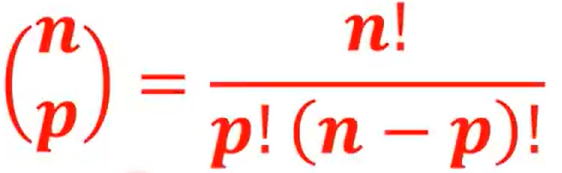 (n p) = n! / p! (n − p)!